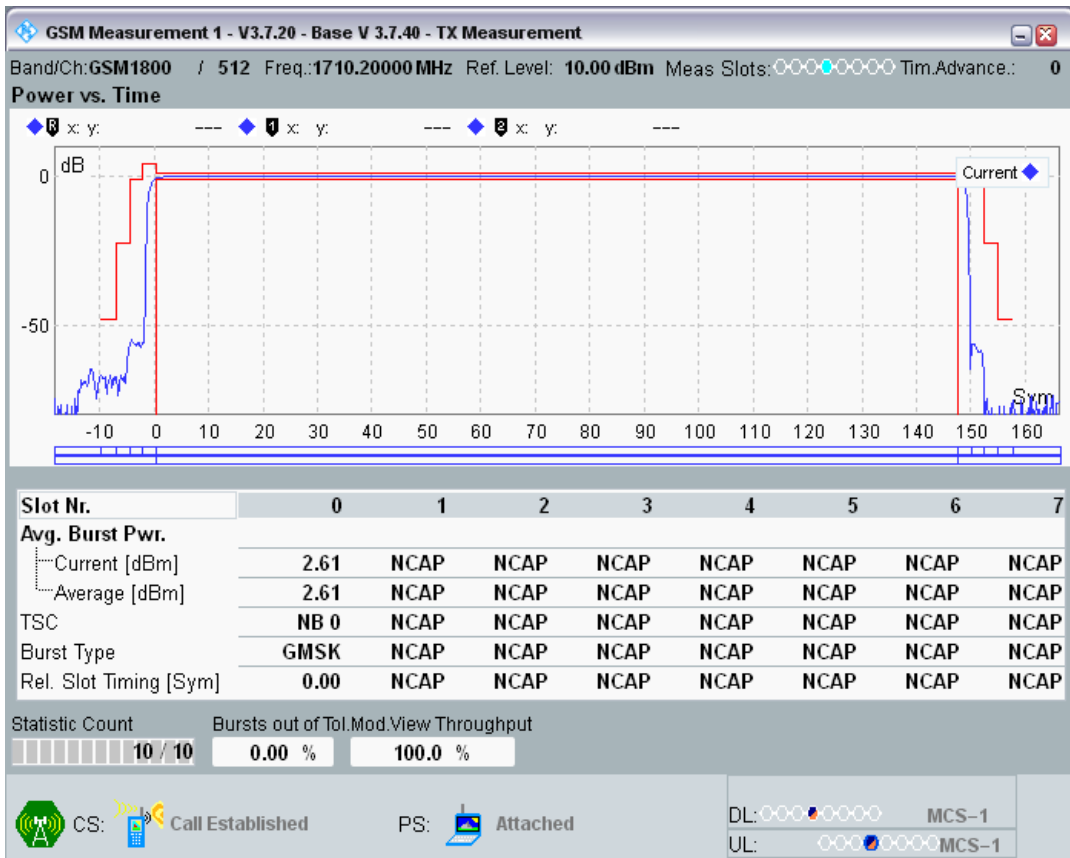 GSM Measurement 1 - V3.7.20 - Base V 3.7.40 - TX Measurement
Band/Ch:GSM1800 / 512 Freq.:1710.20000 MHz Ref. Level: 10.00 dBm Meas Slots: Tim.Advance.: 0
Power vs. Time
R x: y: --- 1 x: y: --- 2 x: y: ---
dB
Current
0
-50
Sym
-10 0 10 20 30 40 50 60 70 80 90 100 110 120 130 140 150 160
Slot Nr. 0 1 2 3 4 5 6 7
Avg. Burst Pwr.
Current [dBm] 2.61 NCAP NCAP NCAP NCAP NCAP NCAP NCAP
Average [dBm] 2.61 NCAP NCAP NCAP NCAP NCAP NCAP NCAP
TSC NB 0 NCAP NCAP NCAP NCAP NCAP NCAP NCAP
Burst Type GMSK NCAP NCAP NCAP NCAP NCAP NCAP NCAP
Rel. Slot Timing [Sym] 0.00 NCAP NCAP NCAP NCAP NCAP NCAP NCAP
Statistic Count Bursts out of Tol.Mod.View Throughput
10 / 10 0.00 % 100.0 %
CS: Call Established PS: Attached
DL: MCS-1
UL: MCS-1